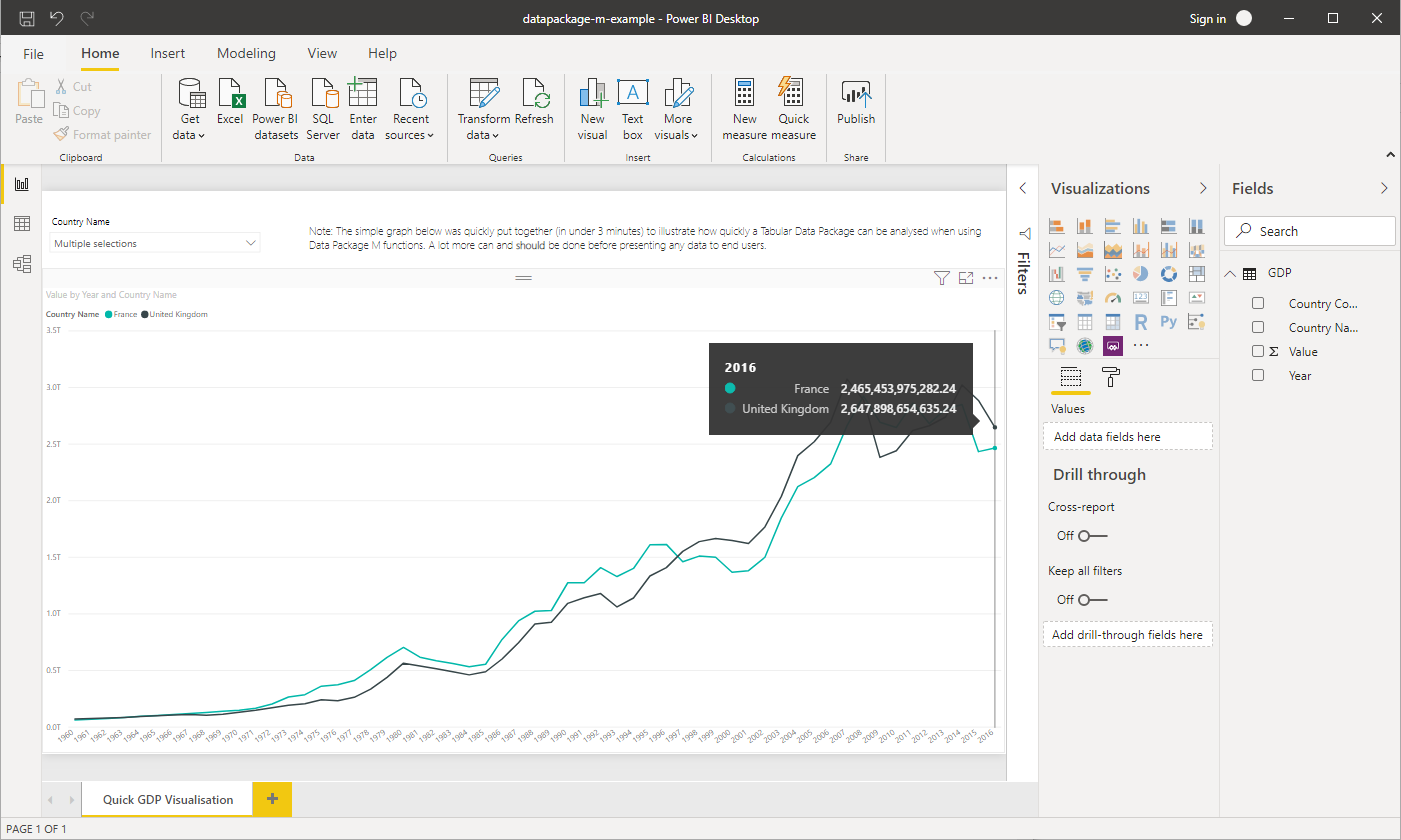 datapackage-m-example - Power BI Desktop
Sign in
File
Home
Insert
Modeling
View
Help
Paste
Cut
Copy
Format painter
Clipboard
Get data
Excel
Power BI datasets
SQL Server
Enter data
Recent sources
Data
Transform data
Refresh
Queries
New visual
Text box
More visuals
Insert
New measure
Quick measure
Calculations
Publish
Share
Country Name
Multiple selections
Note: The simple graph below was quickly put together (in under 3 minutes) to illustrate how quickly a Tabular Data Package can be analysed when using
Data Package M functions. A lot more can and should be done before presenting any data to end users.
Value by Year and Country Name
Country Name France United Kingdom
3.5T
3.0T
2.5T
2.0T
1.5T
1.0T
0.5T
0.0T
2016
France 2,465,453,975,282.24
United Kingdom 2,647,898,654,635.24
1960 1961 1962 1963 1964 1965 1966 1967 1968 1969 1970 1971 1972 1973 1974 1975 1976 1977 1978 1979 1980 1981 1982 1983 1984 1985 1986 1987 1988 1989 1990 1991 1992 1993 1994 1995 1996 1997 1998 1999 2000 2001 2002 2003 2004 2005 2006 2007 2008 2009 2010 2011 2012 2013 2014 2015 2016
Filters
Visualizations
123
R
Py
Values
Add data fields here
Drill through
Cross-report
Off
Keep all filters
Off
Add drill-through fields here
Fields
Search
GDP
Country Co...
Country Na...
Σ Value
Year
Quick GDP Visualisation
+
PAGE 1 OF 1